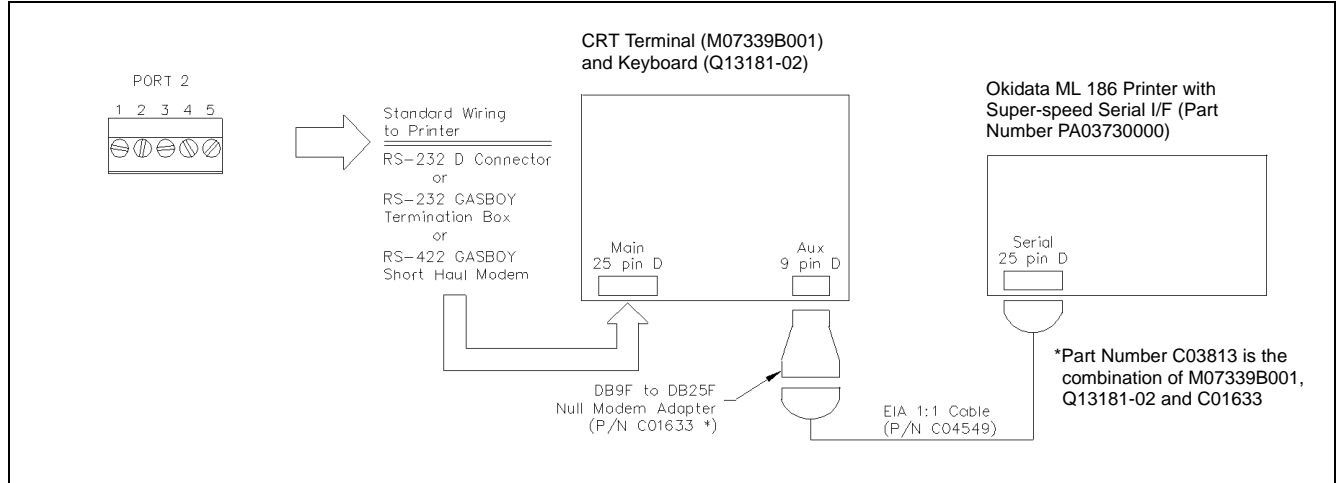 PORT 2
1 2 3 4 5
Standard Wiring
to Printer
RS-232 D Connector
or
RS-232 GASBOY
Termination Box
or
RS-422 GASBOY
Short Haul Modem
CRT Terminal (M07339B001)
and Keyboard (Q13181-02)
Main
25 pin D
Aux
9 pin D
DB9F to DB25F
Null Modem Adapter
(P/N C01633 *)
EIA 1:1 Cable
(P/N C04549)
Okidata ML 186 Printer with
Super-speed Serial I/F (Part
Number PA03730000)
Serial
25 pin D
*Part Number C03813 is the
combination of M07339B001,
Q13181-02 and C01633